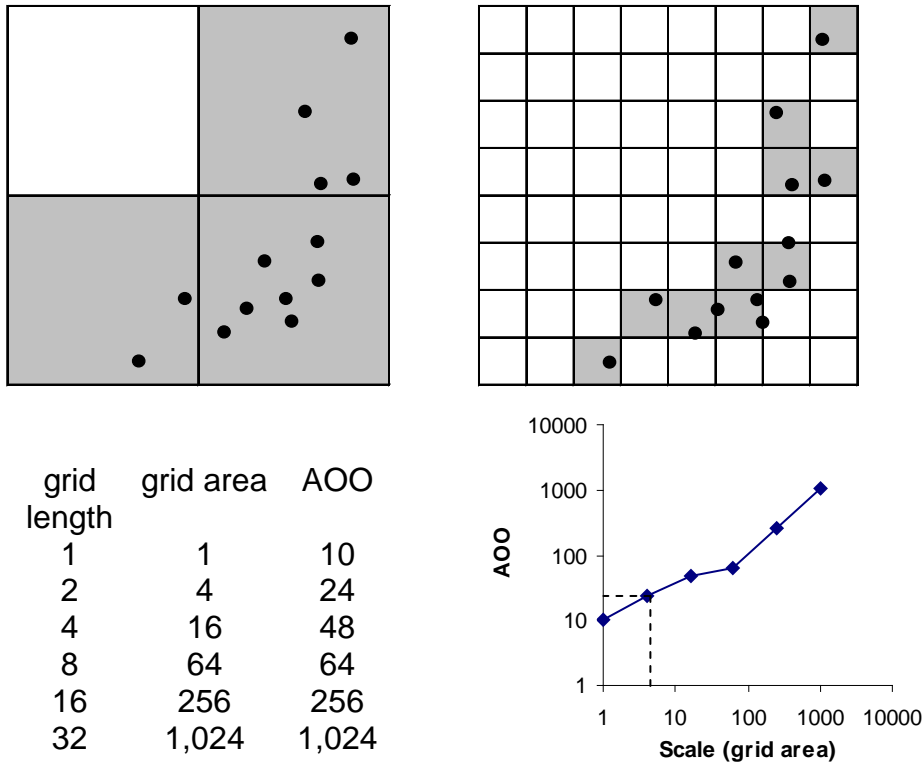 grid length grid area AOO
1 1 10
2 4 24
4 16 48
8 64 64
16 256 256
32 1,024 1,024
10000
1000
100
10
1
AOO
1 10 100 1000 10000
Scale (grid area)